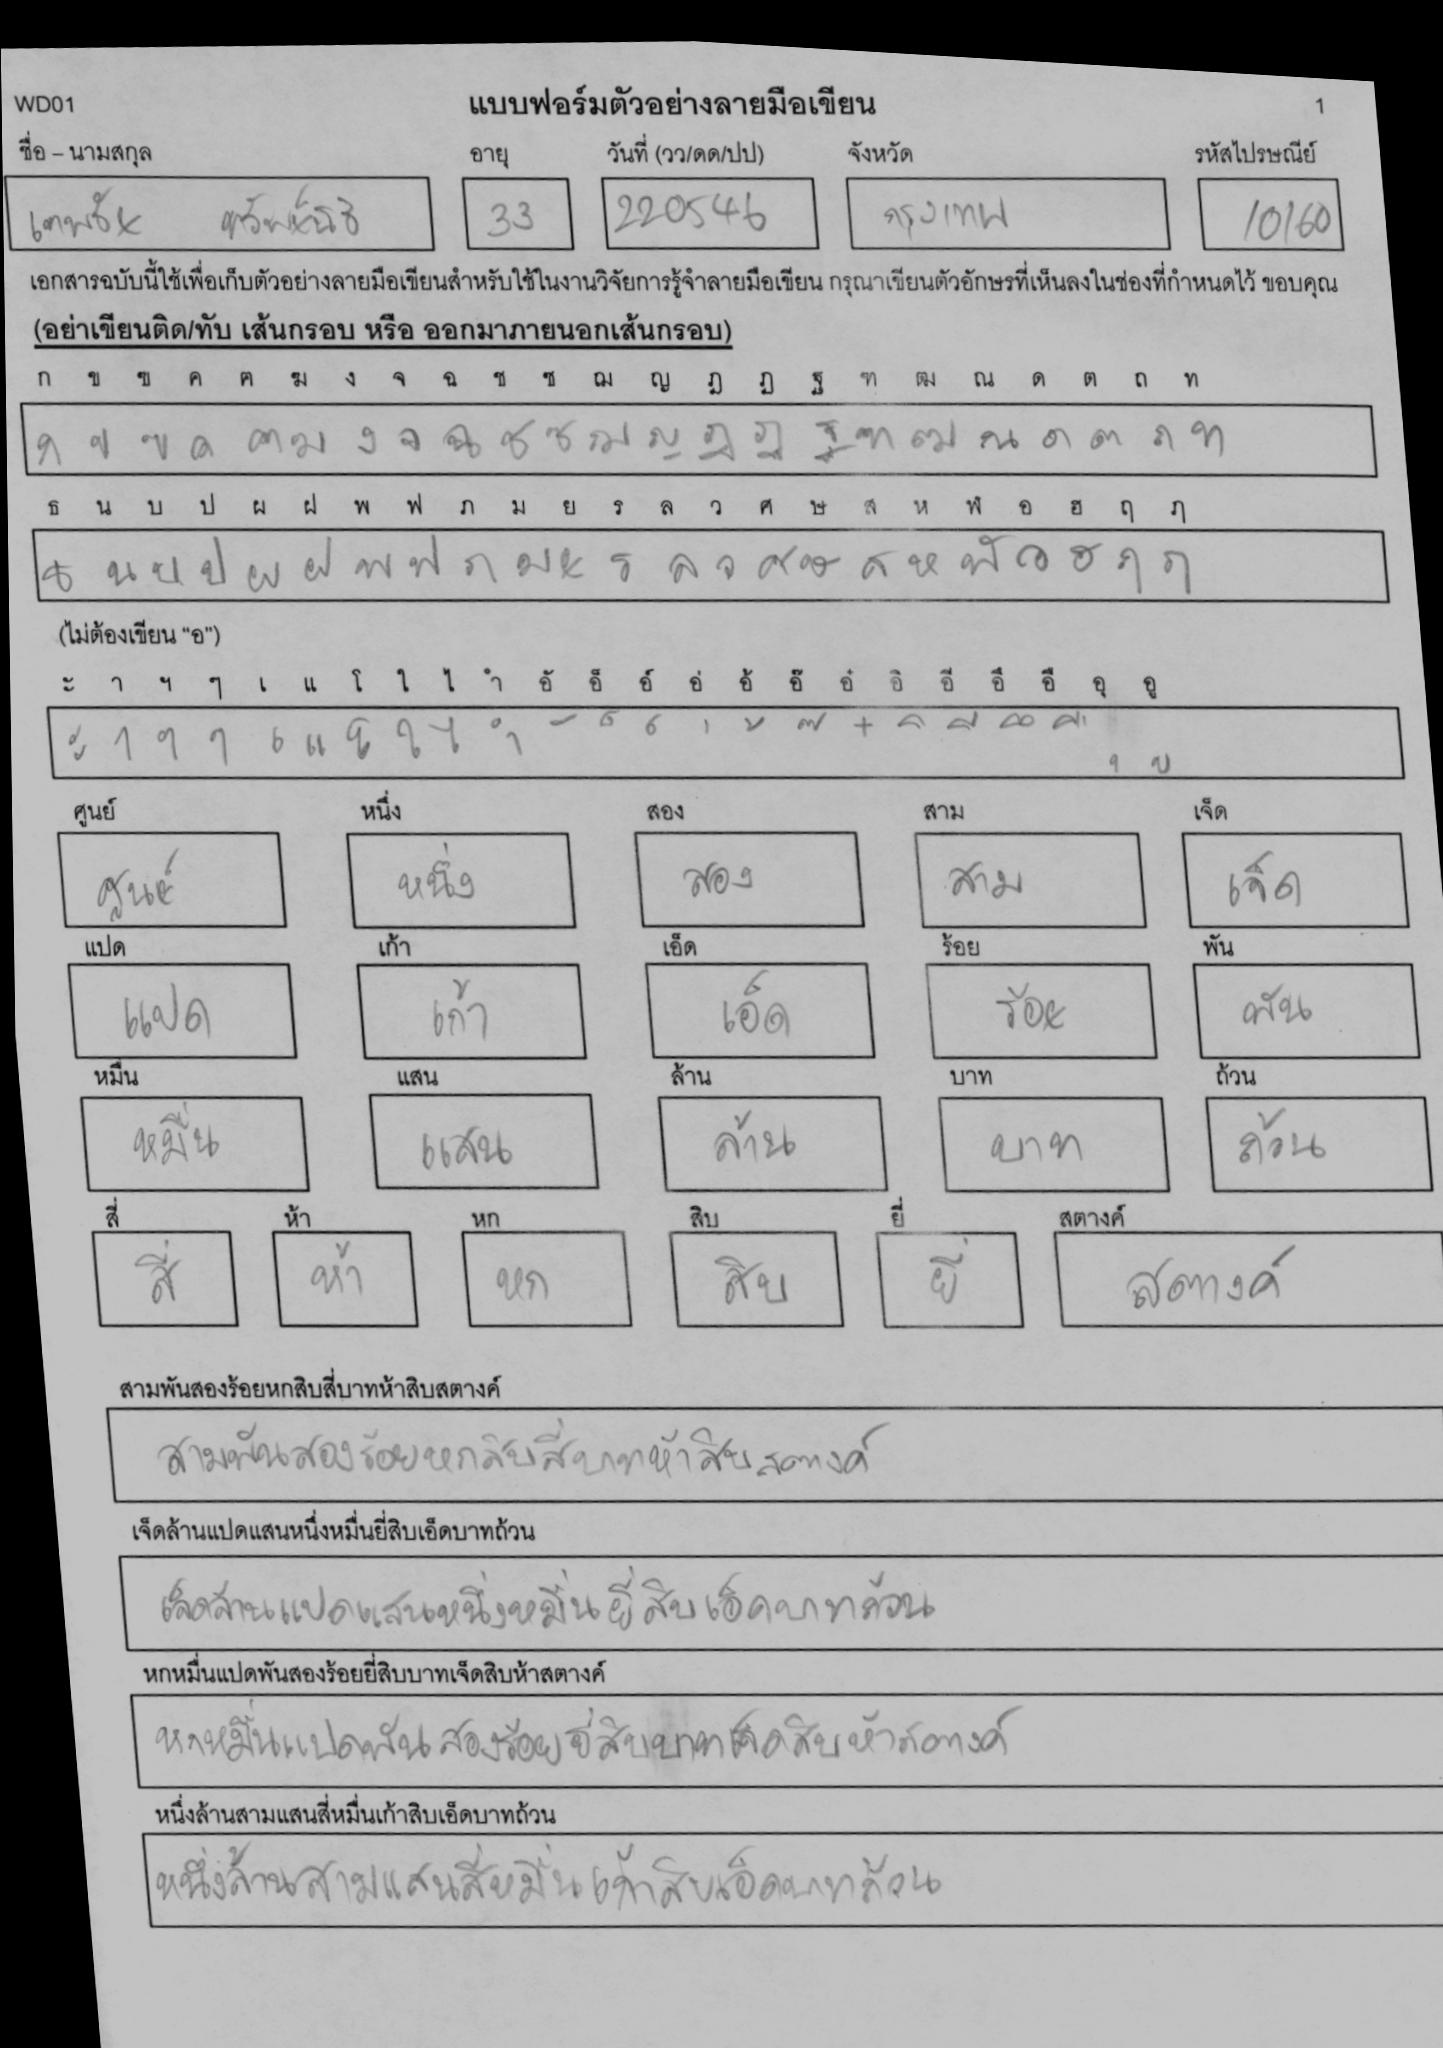 WD01 แบบฟอร์มตัวอย่างลายมือเขียน 1
ชื่อ – นามสกุล อายุ วันที่ (วว/ดด/ปป) จังหวัด รหัสไปรษณีย์
33 220546 กรุงเทพ 10160
เอกสารฉบับนี้ใช้เพื่อเก็บตัวอย่างลายมือเขียนสำหรับใช้ในงานวิจัยการรู้จำลายมือเขียน กรุณาเขียนตัวอักษรที่เห็นลงในช่องที่กำหนดไว้ ขอบคุณ
(อย่าเขียนติด/ทับ เส้นกรอบ หรือ ออกมาภายนอกเส้นกรอบ)
ก ข ฃ ค ฅ ฆ ง จ ฉ ช ซ ฌ ญ ฎ ฏ ฐ ฑ ฒ ณ ด ต ถ ท
ก ข ฃ ค ฅ ฆ ง จ ฉ ช ซ ฌ ญ ฎ ฏ ฐ ฑ ฒ ณ ด ต ถ ท
ธ น บ ป ผ ฝ พ ฟ ภ ม ย ร ล ว ศ ษ ส ห ฬ อ ฮ ฤ ฦ
ธ น บ ป ผ ฝ พ ฟ ภ ม ย ร ล ว ศ ษ ส ห ฬ อ ฮ ฤ ฦ
(ไม่ต้องเขียน “อ”)
ะ า ฯ ๆ เ แ โ ใ ไ ำ อั อ็ อ์ อ่ อ้ อ๊ อ๋ อิ อี อึ อื อุ อู
ะ า ฯ ๆ เ แ โ ใ ไ ำ ั ็ ์ ่ ้ ๊ ๋ ิ ี ึ ื ุ ู
ศูนย์ หนึ่ง สอง สาม เจ็ด
ศูนย์ หนึ่ง สอง สาม เจ็ด
แปด เก้า เอ็ด ร้อย พัน
แปด เก้า เอ็ด ร้อย พัน
หมื่น แสน ล้าน บาท ถ้วน
หมื่น แสน ล้าน บาท ถ้วน
สี่ ห้า หก สิบ ยี่ สตางค์
สี่ ห้า หก สิบ ยี่ สตางค์
สามพันสองร้อยหกสิบสี่บาทห้าสิบสตางค์
สามพันสองร้อยหกสิบสี่บาทห้าสิบสตางค์
เจ็ดล้านแปดแสนหนึ่งหมื่นยี่สิบเอ็ดบาทถ้วน
เจ็ดล้านแปดแสนหนึ่งหมื่นยี่สิบเอ็ดบาทถ้วน
หกหมื่นแปดพันสองร้อยยี่สิบบาทเจ็ดสิบห้าสตางค์
หกหมื่นแปดพันสองร้อยยี่สิบบาทเจ็ดสิบห้าสตางค์
หนึ่งล้านสามแสนสี่หมื่นเก้าสิบเอ็ดบาทถ้วน
หนึ่งล้านสามแสนสี่หมื่นเก้าสิบเอ็ดบาทถ้วน